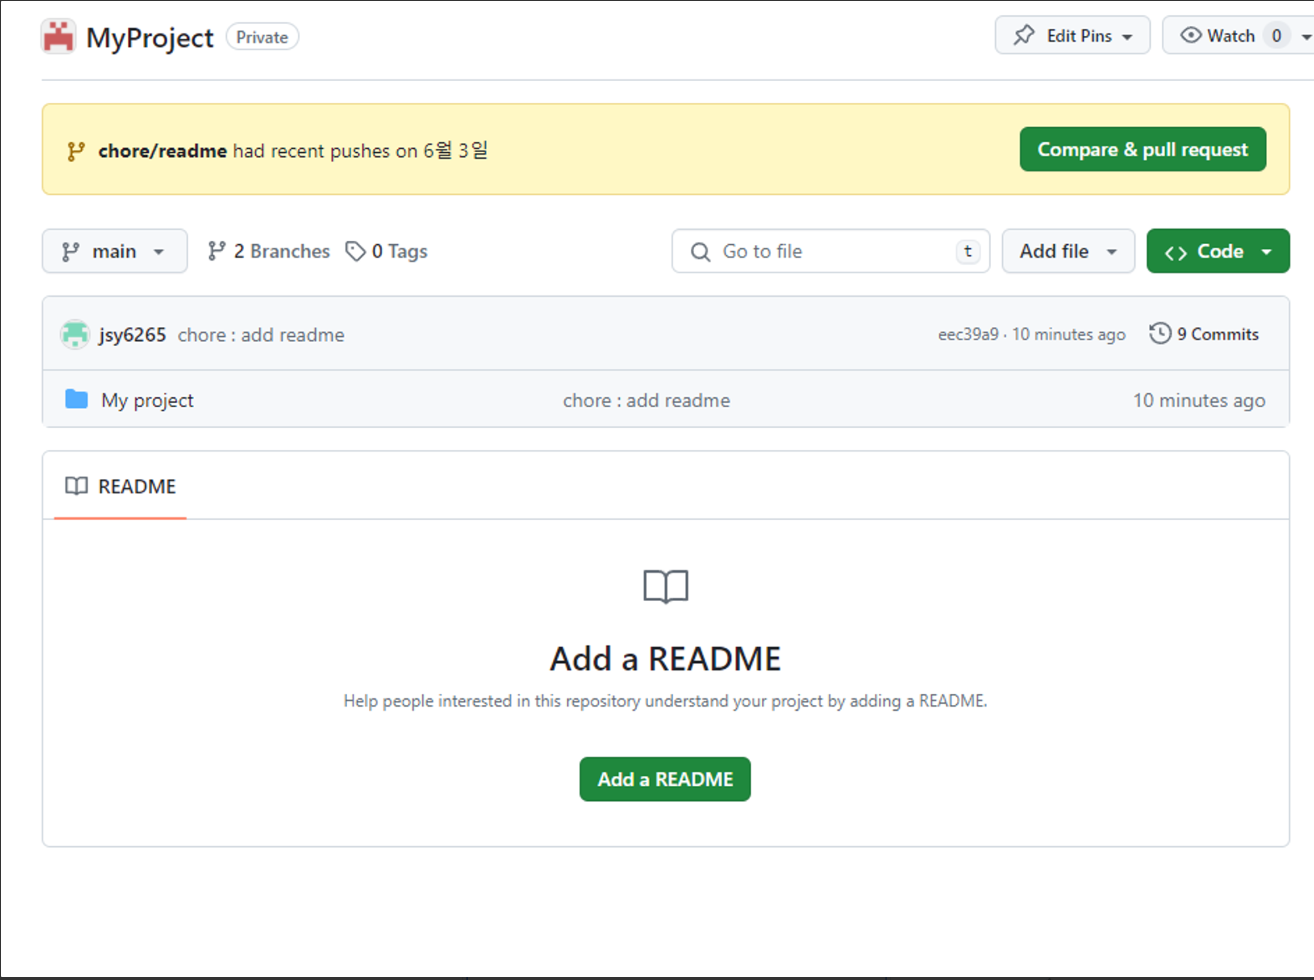 MyProject Private Edit Pins Watch 0
chore/readme had recent pushes on 6월 3일 Compare & pull request
main 2 Branches 0 Tags Go to file t Add file Code
jsy6265 chore : add readme eec39a9 · 10 minutes ago 9 Commits
My project chore : add readme 10 minutes ago
README
Add a README
Help people interested in this repository understand your project by adding a README.
Add a README